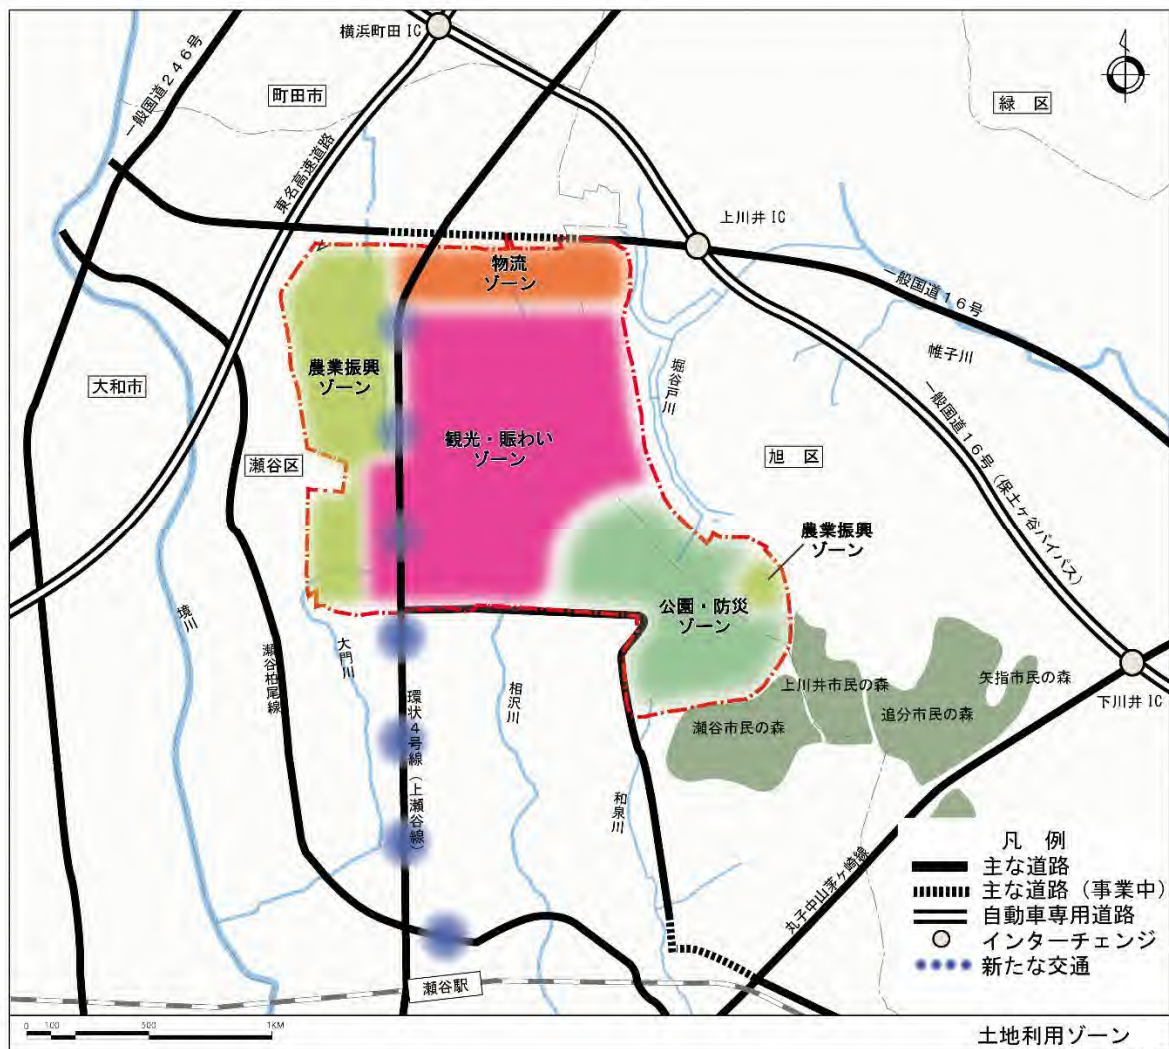 横浜町田IC
一般国道246号
町田市
緑 区
東名高速道路
上川井IC
物流
ゾーン
一般国道16号
帷子川
農業振興
ゾーン
堀谷戸川
大和市
観光・賑わい
ゾーン
瀬谷区
旭 区
一般国道16号(保土ヶ谷バイパス)
農業振興
ゾーン
公園・防災
ゾーン
境川
瀬谷柏尾線
大門川
環状4号線(上瀬谷線)
相沢川
和泉川
上川井市民の森
矢指市民の森
瀬谷市民の森
追分市民の森
下川井IC
丸子中山茅ヶ崎線
凡 例
主な道路
主な道路(事業中)
自動車専用道路
インターチェンジ
新たな交通
瀬谷駅
0 100 500 1KM
土地利用ゾーン